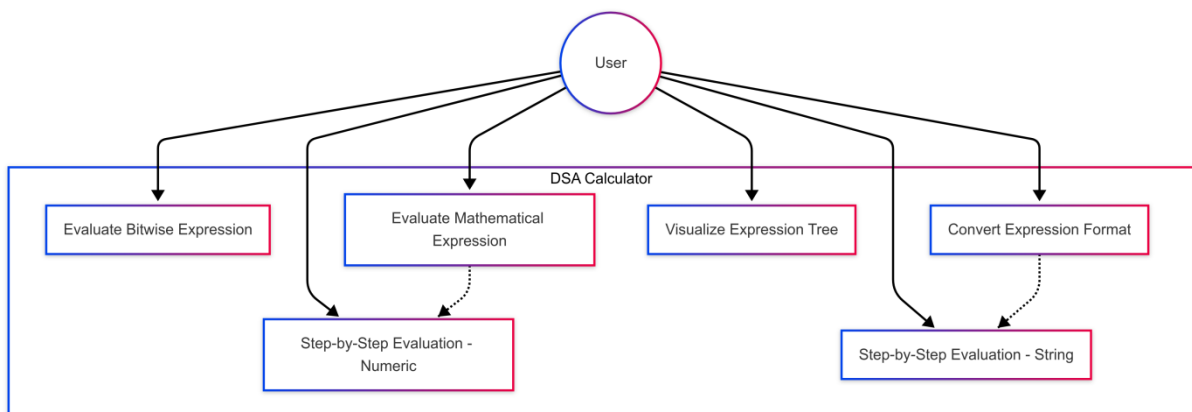 User
DSA Calculator
Evaluate Bitwise Expression
Evaluate Mathematical
Expression
Visualize Expression Tree
Convert Expression Format
Step-by-Step Evaluation -
Numeric
Step-by-Step Evaluation - String